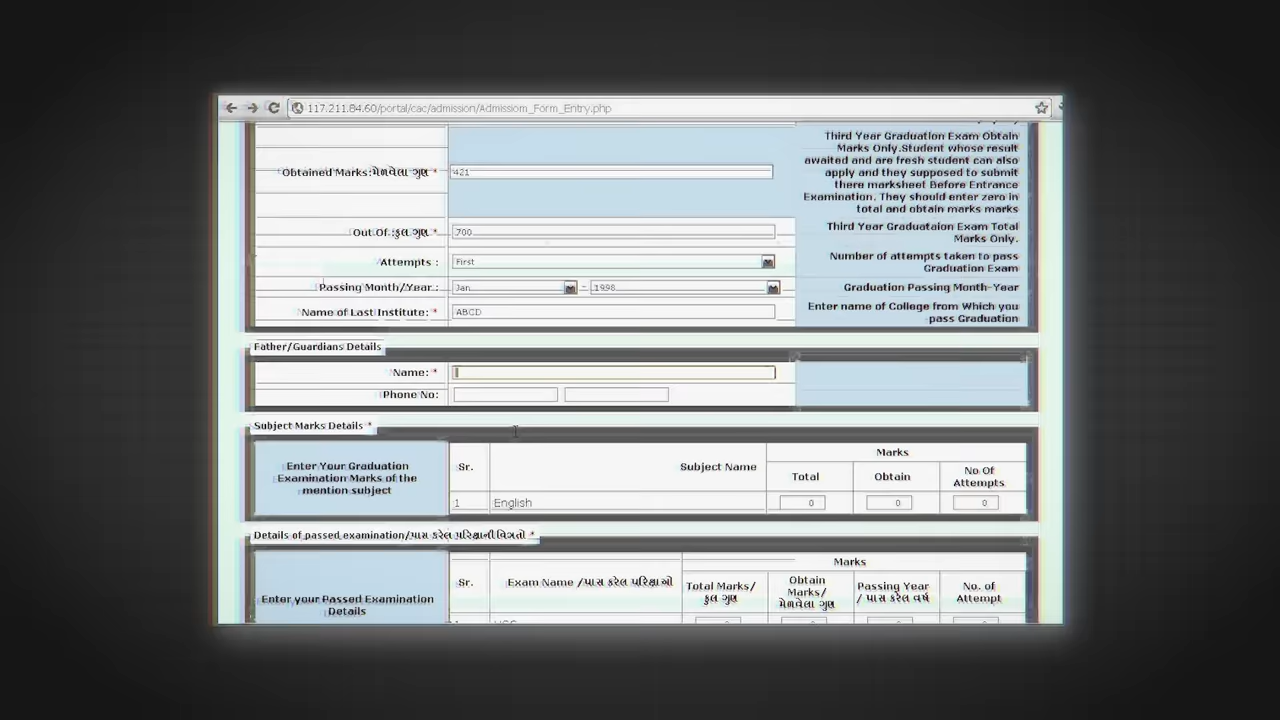 117.211.84.60/portal/cac/admission/Admissiom_Form_Entry.php
Obtained Marks:મેળવેલા ગુણ * 421
Third Year Graduation Exam Obtain
Marks Only.Student whose result
awaited and are fresh student can also
apply and they supposed to submit
there marksheet Before Entrance
Examination. They should enter zero in
total and obtain marks marks
Out Of :કુલ ગુણ * 700
Third Year Graduataion Exam Total
Marks Only.
Attempts : First
Number of attempts taken to pass
Graduation Exam
Passing Month/Year : Jan - 1998 Graduation Passing Month-Year
Name of Last Institute: * ABCD
Enter name of College from Which you
pass Graduation
Father/Guardians Details
Name: *
Phone No:
Subject Marks Details *
Enter Your Graduation
Examination Marks of the
mention subject
Sr. Subject Name Marks
Total Obtain No Of
Attempts
1 English 0 0 0
Details of passed examination/પાસ કરેલ પરિક્ષાની વિગતો *
Enter your Passed Examination
Details
Sr. Exam Name /પાસ કરેલ પરિક્ષાઓ Marks
Total Marks/
કુલ ગુણ
Obtain
Marks/
મેળવેલા ગુણ
Passing Year
/ પાસ કરેલ વર્ષ
No. of
Attempt